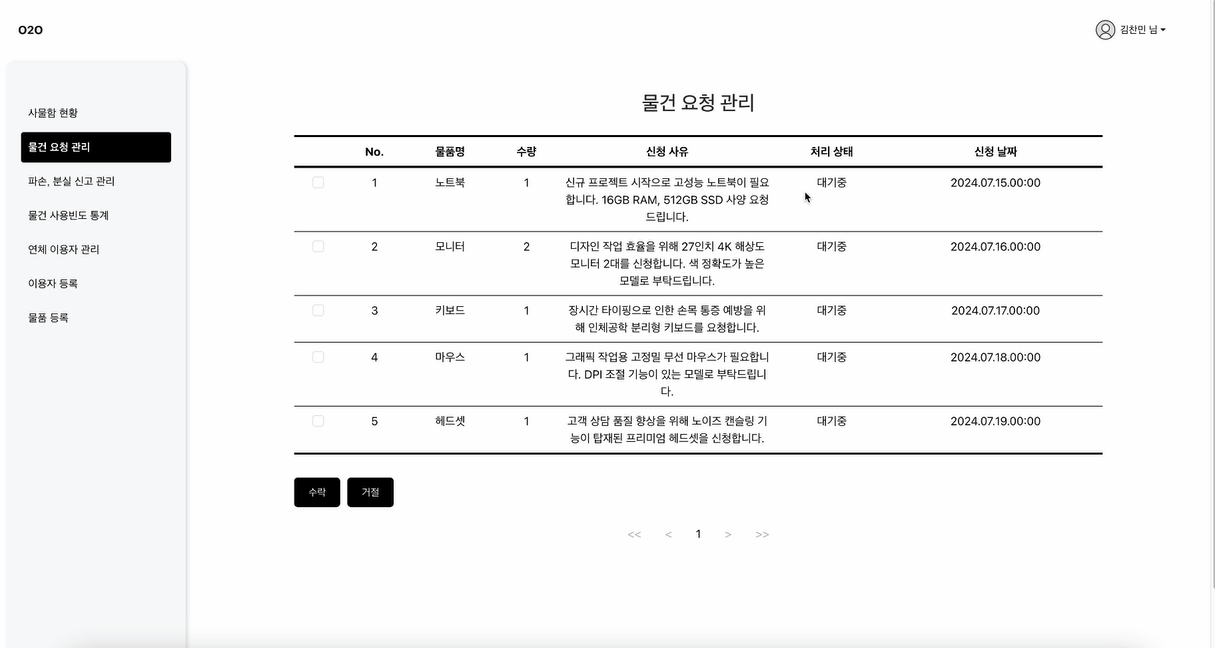 O2O
김찬민 님
사물함 현황
물건 요청 관리
파손, 분실 신고 관리
물건 사용빈도 통계
연체 이용자 관리
이용자 등록
물품 등록
물건 요청 관리
No. 물품명 수량 신청 사유 처리 상태 신청 날짜
1 노트북 1 신규 프로젝트 시작으로 고성능 노트북이 필요 대기중 2024.07.15.00:00
합니다. 16GB RAM, 512GB SSD 사양 요청
드립니다.
2 모니터 2 디자인 작업 효율을 위해 27인치 4K 해상도 대기중 2024.07.16.00:00
모니터 2대를 신청합니다. 색 정확도가 높은
모델로 부탁드립니다.
3 키보드 1 장시간 타이핑으로 인한 손목 통증 예방을 위 대기중 2024.07.17.00:00
해 인체공학 분리형 키보드를 요청합니다.
4 마우스 1 그래픽 작업용 고정밀 무선 마우스가 필요합니 대기중 2024.07.18.00:00
다. DPI 조절 기능이 있는 모델로 부탁드립니
다.
5 헤드셋 1 고객 상담 품질 향상을 위해 노이즈 캔슬링 기 대기중 2024.07.19.00:00
능이 탑재된 프리미엄 헤드셋을 신청합니다.
수락 거절
<< < 1 > >>